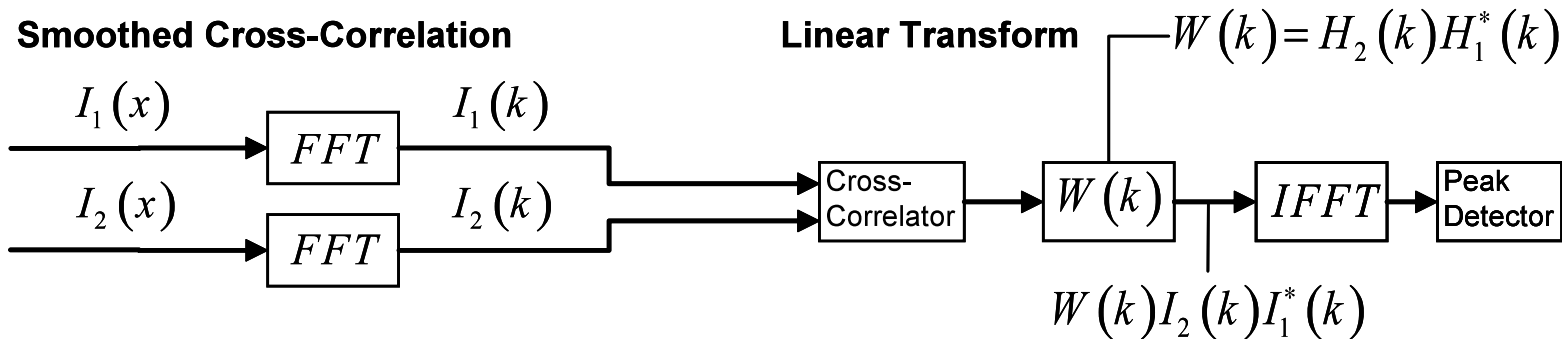 Smoothed Cross-Correlation
Linear Transform
W(k)=H₂(k)H₁*(k)
I₁(x)
FFT
I₁(k)
I₂(x)
FFT
I₂(k)
Cross-
Correlator
W(k)
IFFT
Peak
Detector
W(k)I₂(k)I₁*(k)